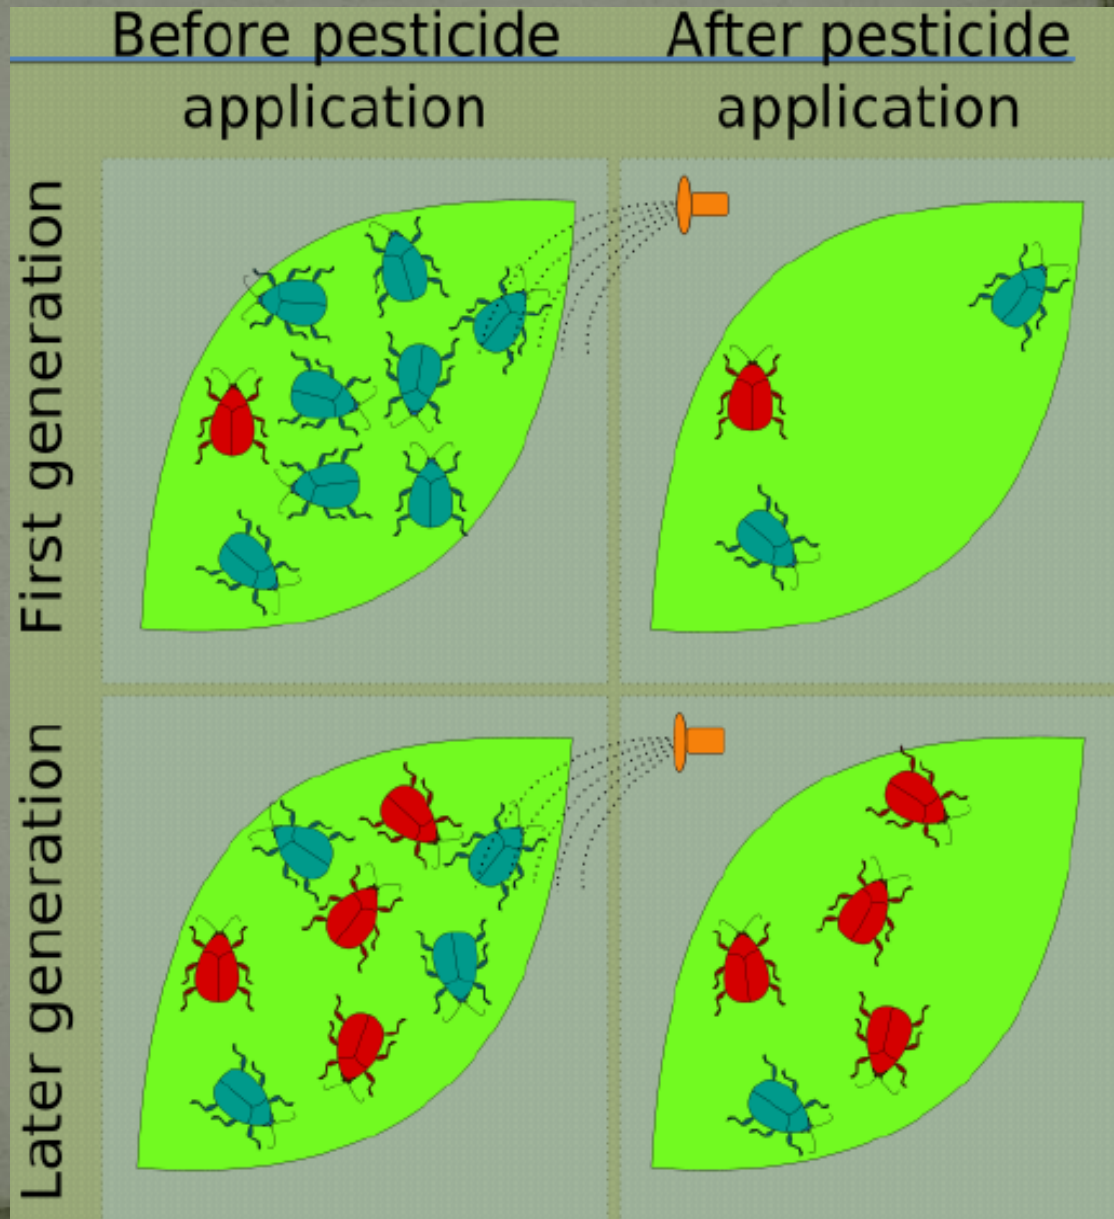 Before pesticide
application
After pesticide
application
First generation
Later generation